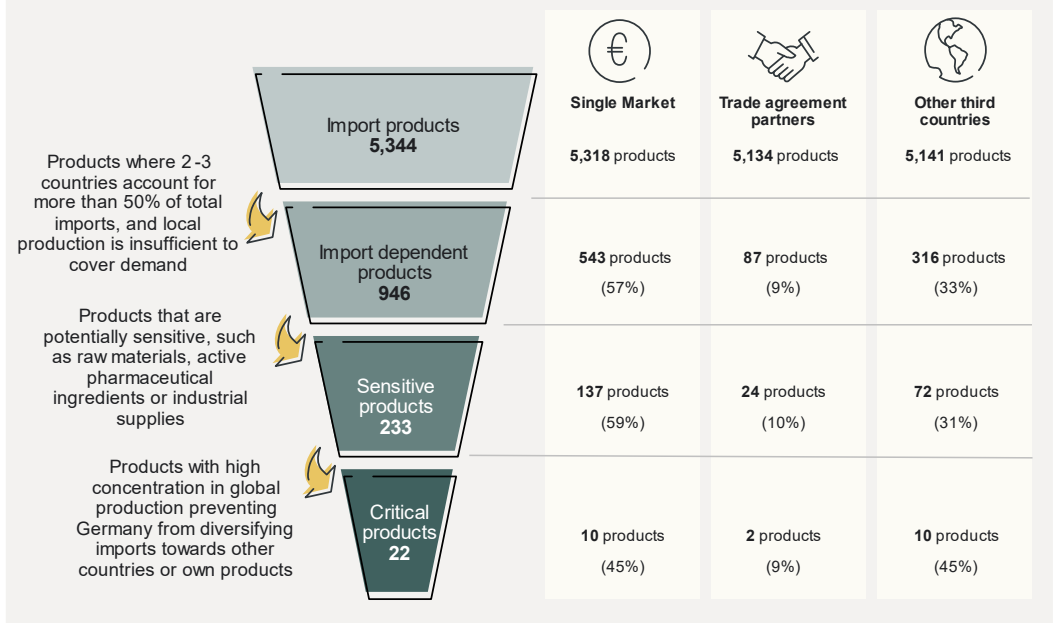 Single Market
Trade agreement
partners
Other third
countries
Import products
5,344
5,318 products
5,134 products
5,141 products
Products where 2-3
countries account for
more than 50% of total
imports, and local
production is insufficient to
cover demand
Import dependent
products
946
543 products
(57%)
87 products
(9%)
316 products
(33%)
Products that are
potentially sensitive, such
as raw materials, active
pharmaceutical
ingredients or industrial
supplies
Sensitive
products
233
137 products
(59%)
24 products
(10%)
72 products
(31%)
Products with high
concentration in global
production preventing
Germany from diversifying
imports towards other
countries or own products
Critical
products
22
10 products
(45%)
2 products
(9%)
10 products
(45%)